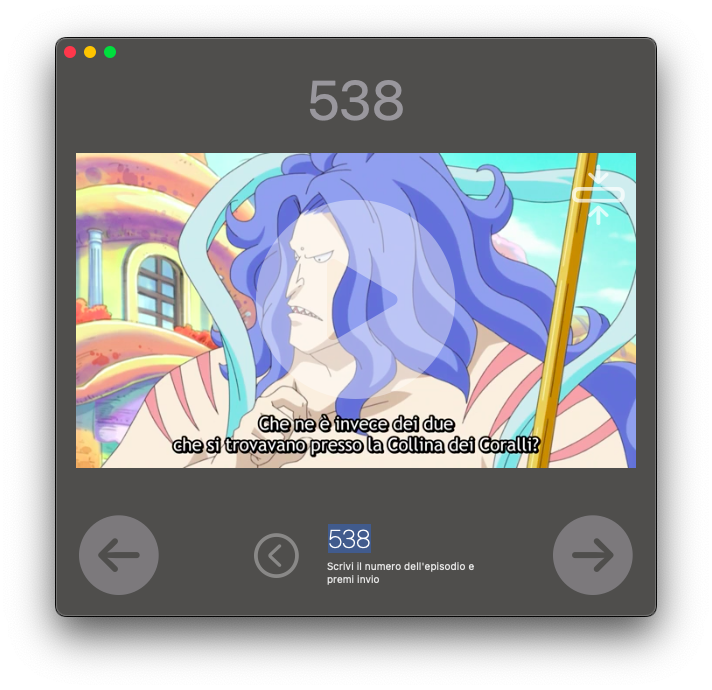 538
Che ne è invece dei due
che si trovavano presso la Collina dei Coralli?
538
Scrivi il numero dell'episodio e
premi invio